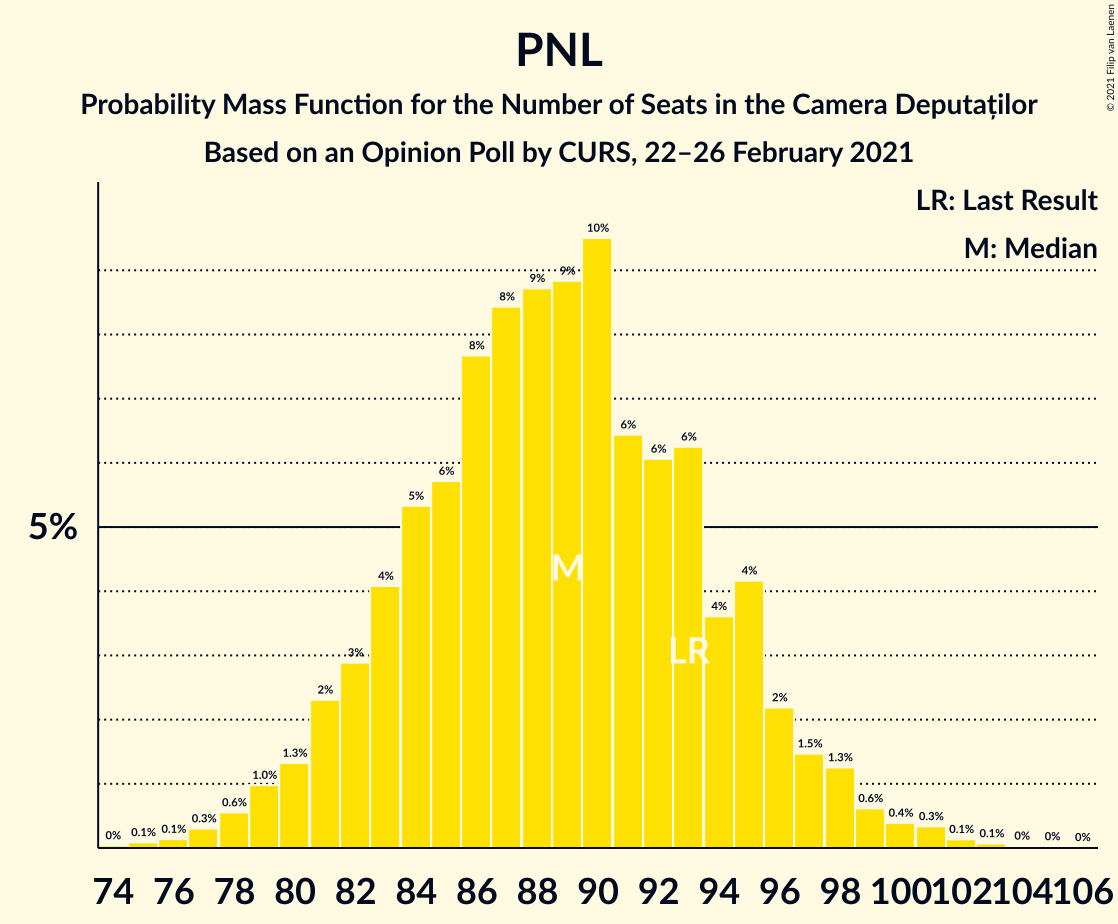 PNL
Probability Mass Function for the Number of Seats in the Camera Deputaților
Based on an Opinion Poll by CURS, 22–26 February 2021
© 2021 Filip van Laenen
LR: Last Result
M: Median
5%
0% 0.1% 0.1% 0.3% 0.6% 1.0% 1.3% 2% 3% 4% 5% 6% 8% 8% 9% 9% 10% 6% 6% 6% 4% 4% 2% 1.5% 1.3% 0.6% 0.4% 0.3% 0.1% 0.1% 0% 0% 0%
M
LR
74 76 78 80 82 84 86 88 90 92 94 96 98 100 102 104 106